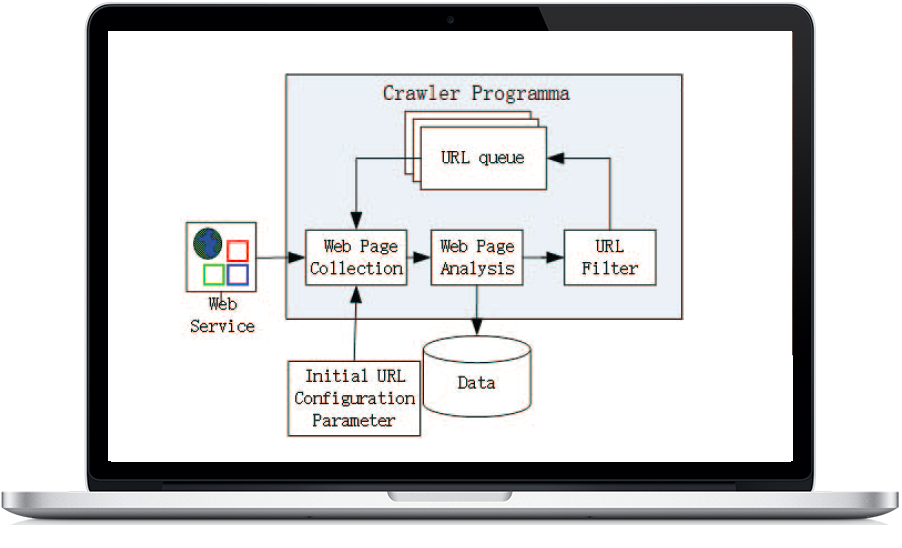 Crawler Programma
URL queue
Web Page
Collection
Web Page
Analysis
URL
Filter
Web
Service
Initial URL
Configuration
Parameter
Data